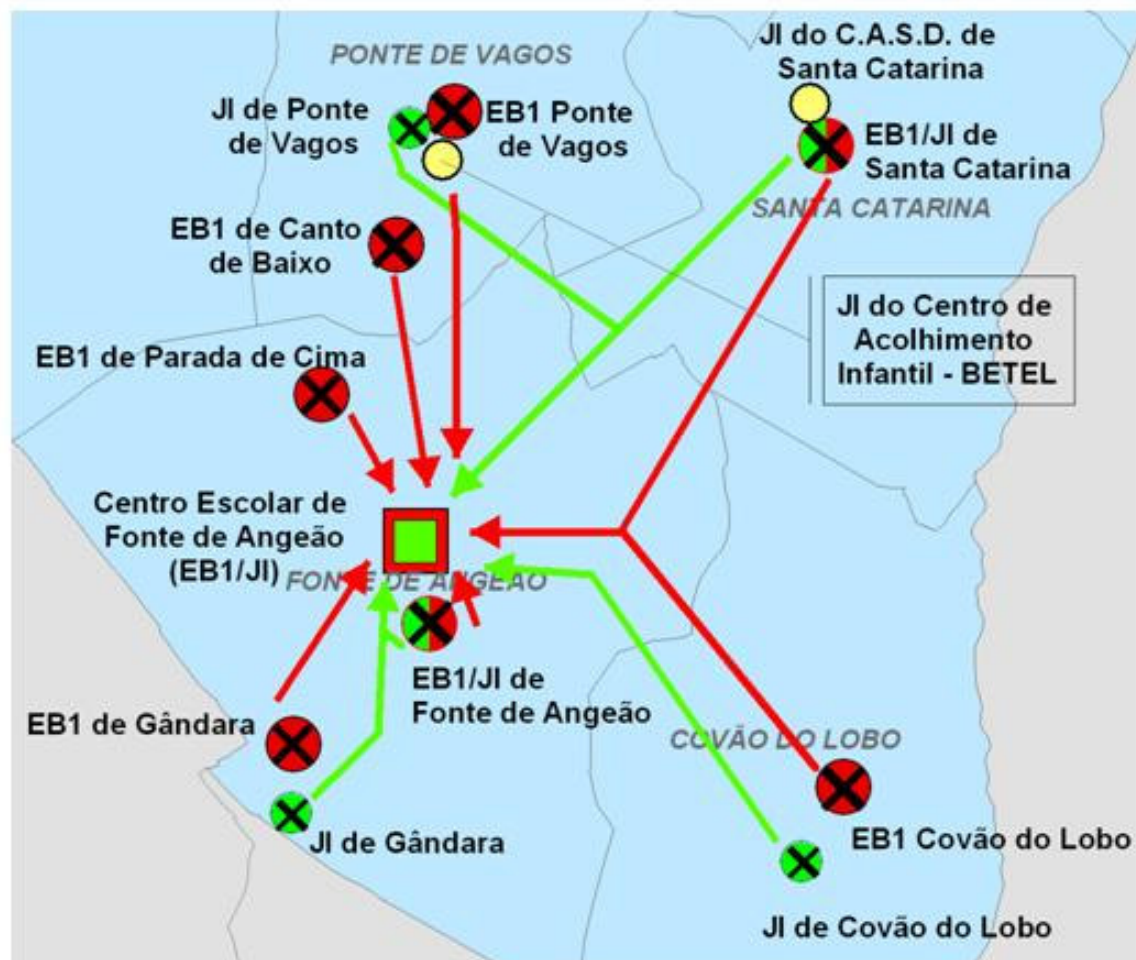 PONTE DE VAGOS
JI do C.A.S.D. de
Santa Catarina
JI de Ponte
de Vagos
EB1 Ponte
de Vagos
EB1/JI de
Santa Catarina
SANTA CATARINA
EB1 de Canto
de Baixo
JI do Centro de
Acolhimento
Infantil - BETEL
EB1 de Parada de Cima
Centro Escolar de
Fonte de Angeão
(EB1/JI)
FONTE DE ANGEÃO
EB1/JI de
Fonte de Angeão
EB1 de Gândara
COVÃO DO LOBO
JI de Gândara
EB1 Covão do Lobo
JI de Covão do Lobo